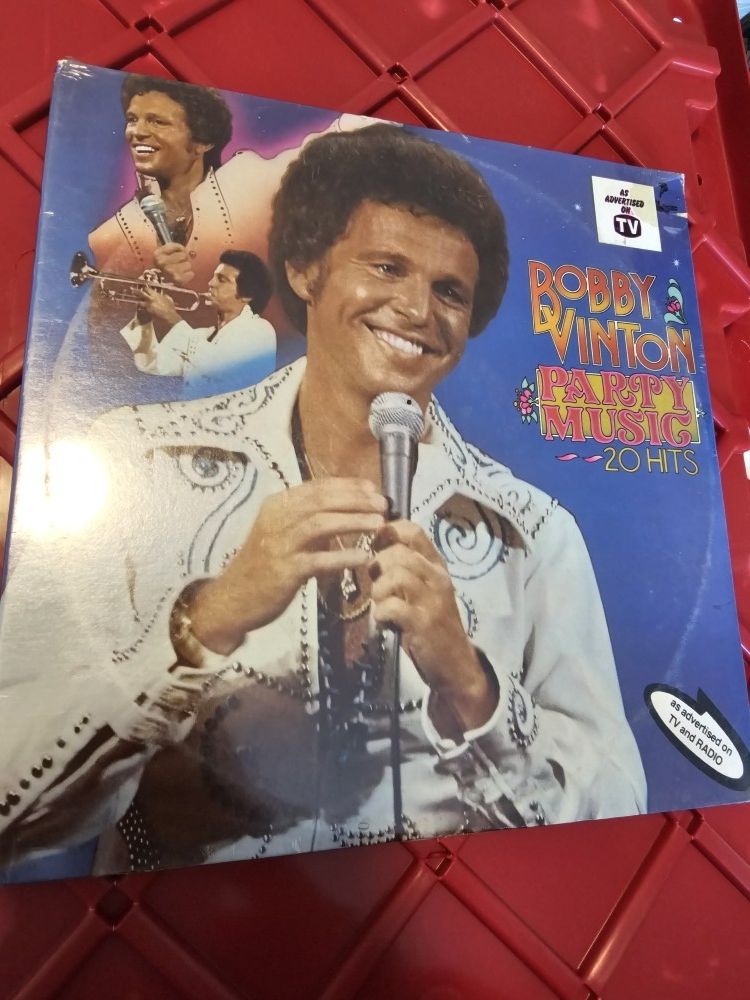 AS
ADVERTISED
ON
TV
BOBBY
VINTON
PARTY
MUSIC
20 HITS
as advertised on
TV and RADIO